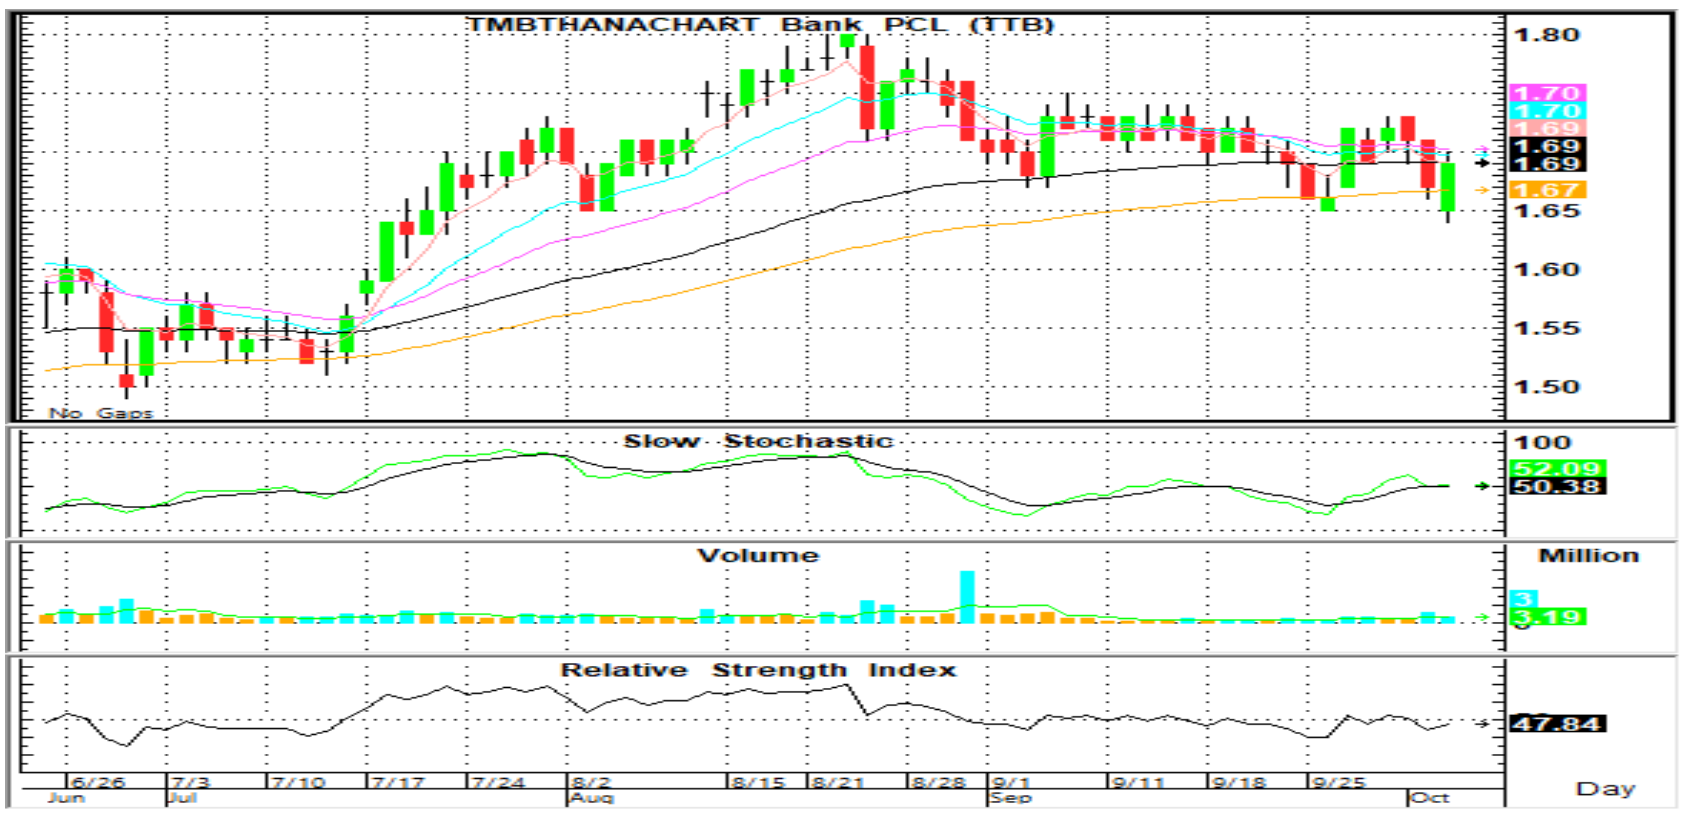 TMBTHANACHART Bank PCL (TTB)
1.80
1.70
1.70
1.69
1.69
1.69
1.67
1.65
1.60
1.55
1.50
No Gaps
Slow Stochastic
100
52.09
50.38
Volume
Million
3
3.19
Relative Strength Index
47.84
6/26 7/3 7/10 7/17 7/24 8/2 8/15 8/21 8/28 9/1 9/11 9/18 9/25
Day
Jun Jul Aug Sep Oct